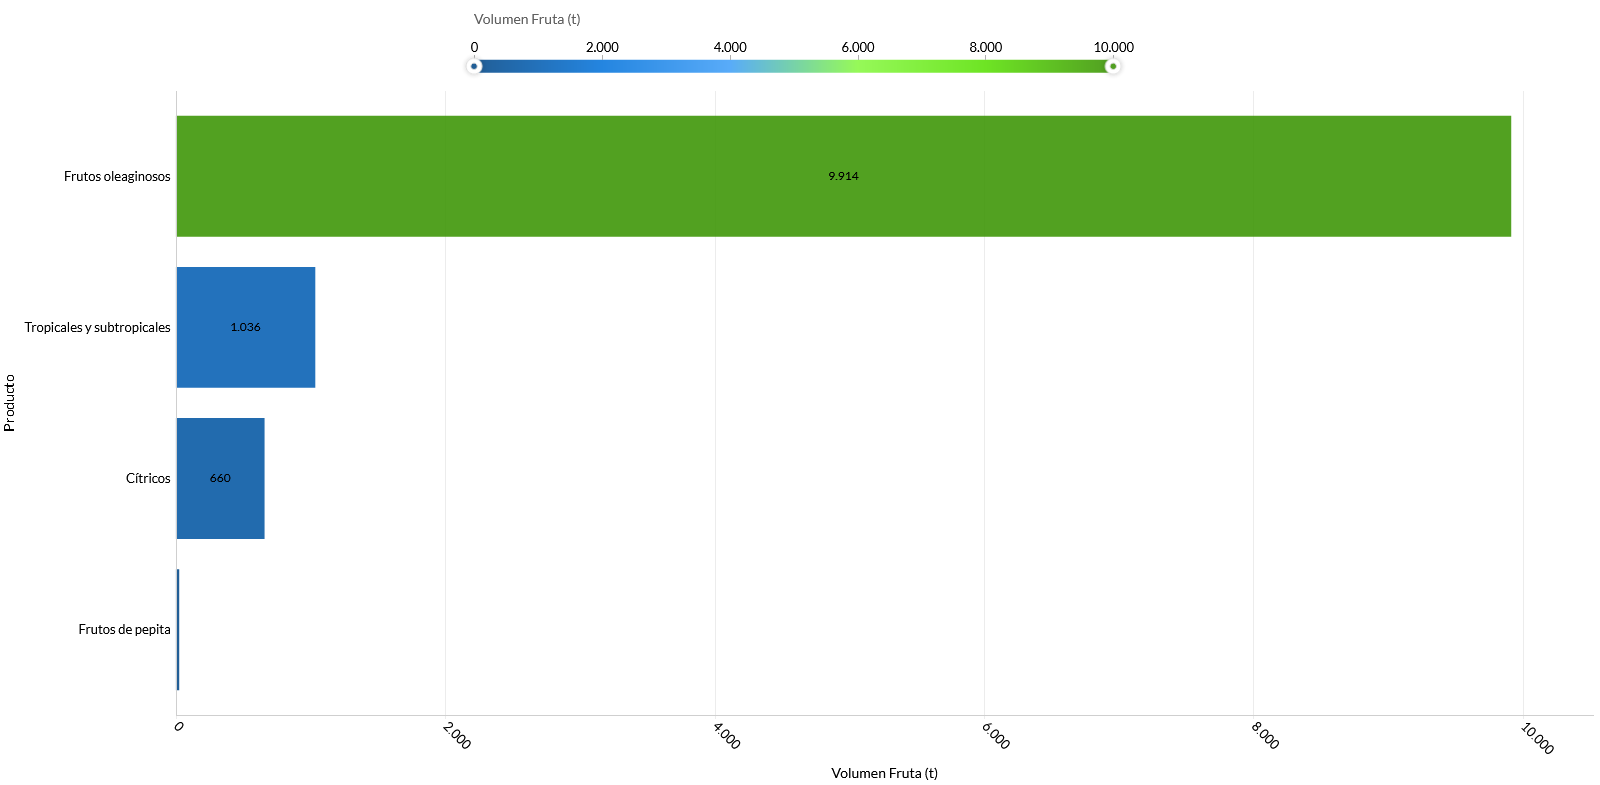 Volumen Fruta (t)
0 2.000 4.000 6.000 8.000 10.000
Frutos oleaginosos 9.914
Tropicales y subtropicales 1.036
Producto
Cítricos 660
Frutos de pepita
0 2.000 4.000 6.000 8.000 10.000
Volumen Fruta (t)